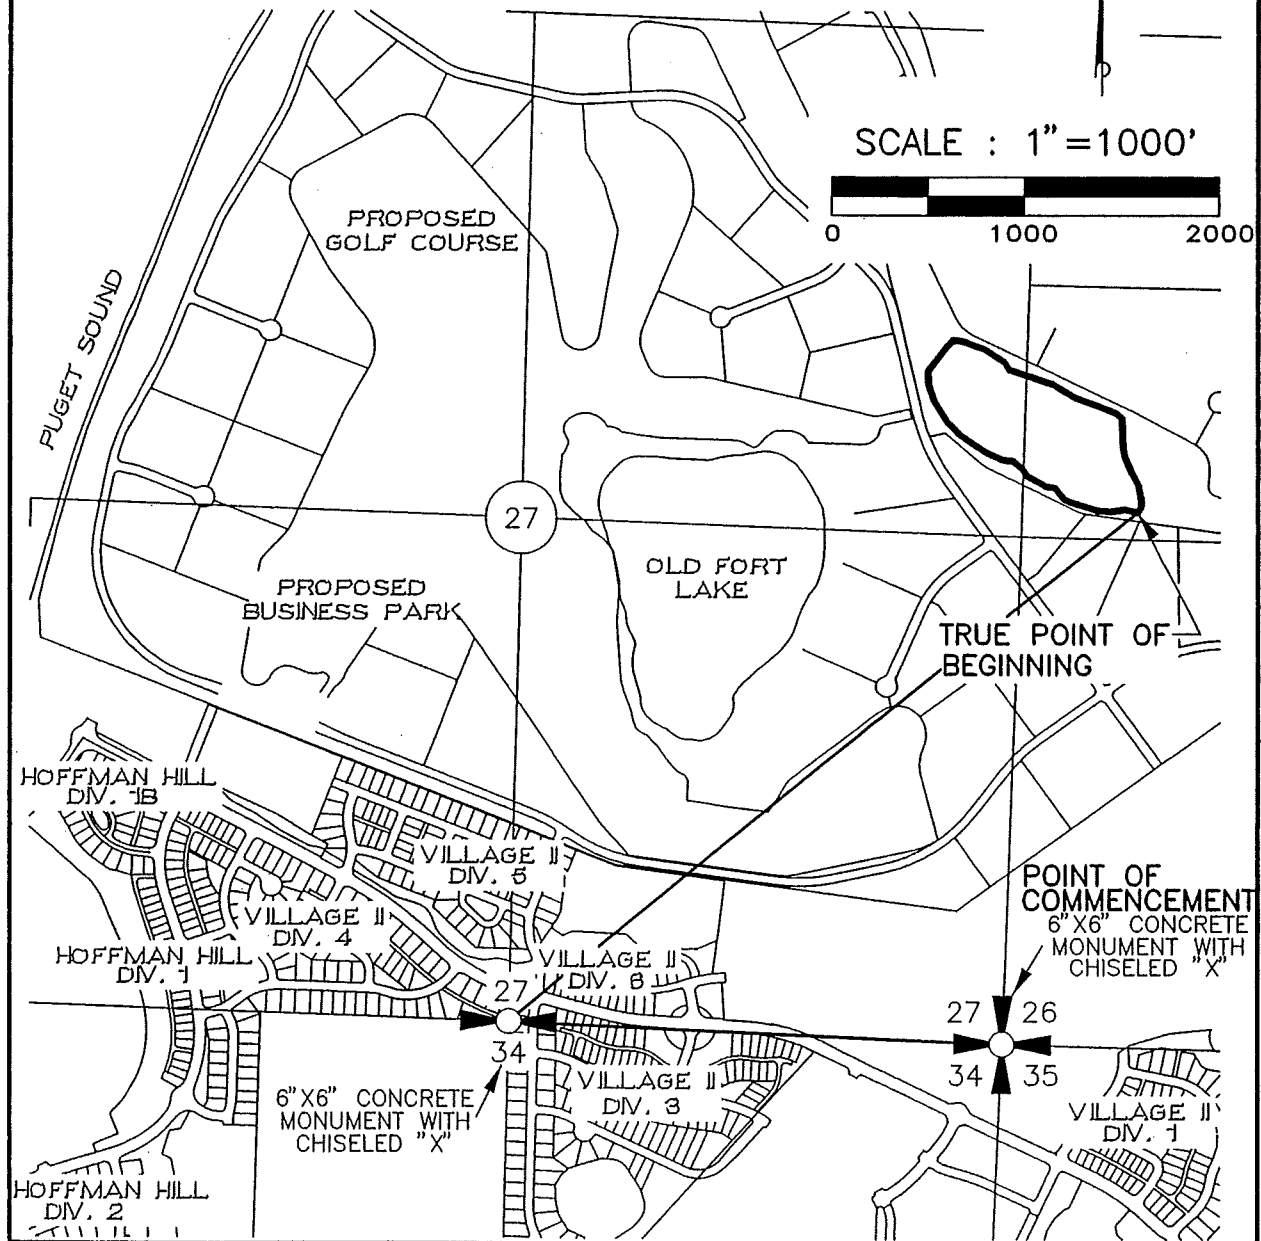 SCALE : 1"=1000'
0 1000 2000
PROPOSED
GOLF COURSE
PUGET SOUND
27
OLD FORT
LAKE
PROPOSED
BUSINESS PARK
TRUE POINT OF
BEGINNING
HOFFMAN HILL
DIV. 1B
VILLAGE II
DIV. 5
POINT OF
COMMENCEMENT
6"X6" CONCRETE
MONUMENT WITH
CHISELED "X"
VILLAGE II
DIV. 4
HOFFMAN HILL
DIV. 1
VILLAGE II
DIV. 6
27
34
27 26
34 35
6"X6" CONCRETE
MONUMENT WITH
CHISELED "X"
VILLAGE II
DIV. 3
VILLAGE II
DIV. 1
HOFFMAN HILL
DIV. 2